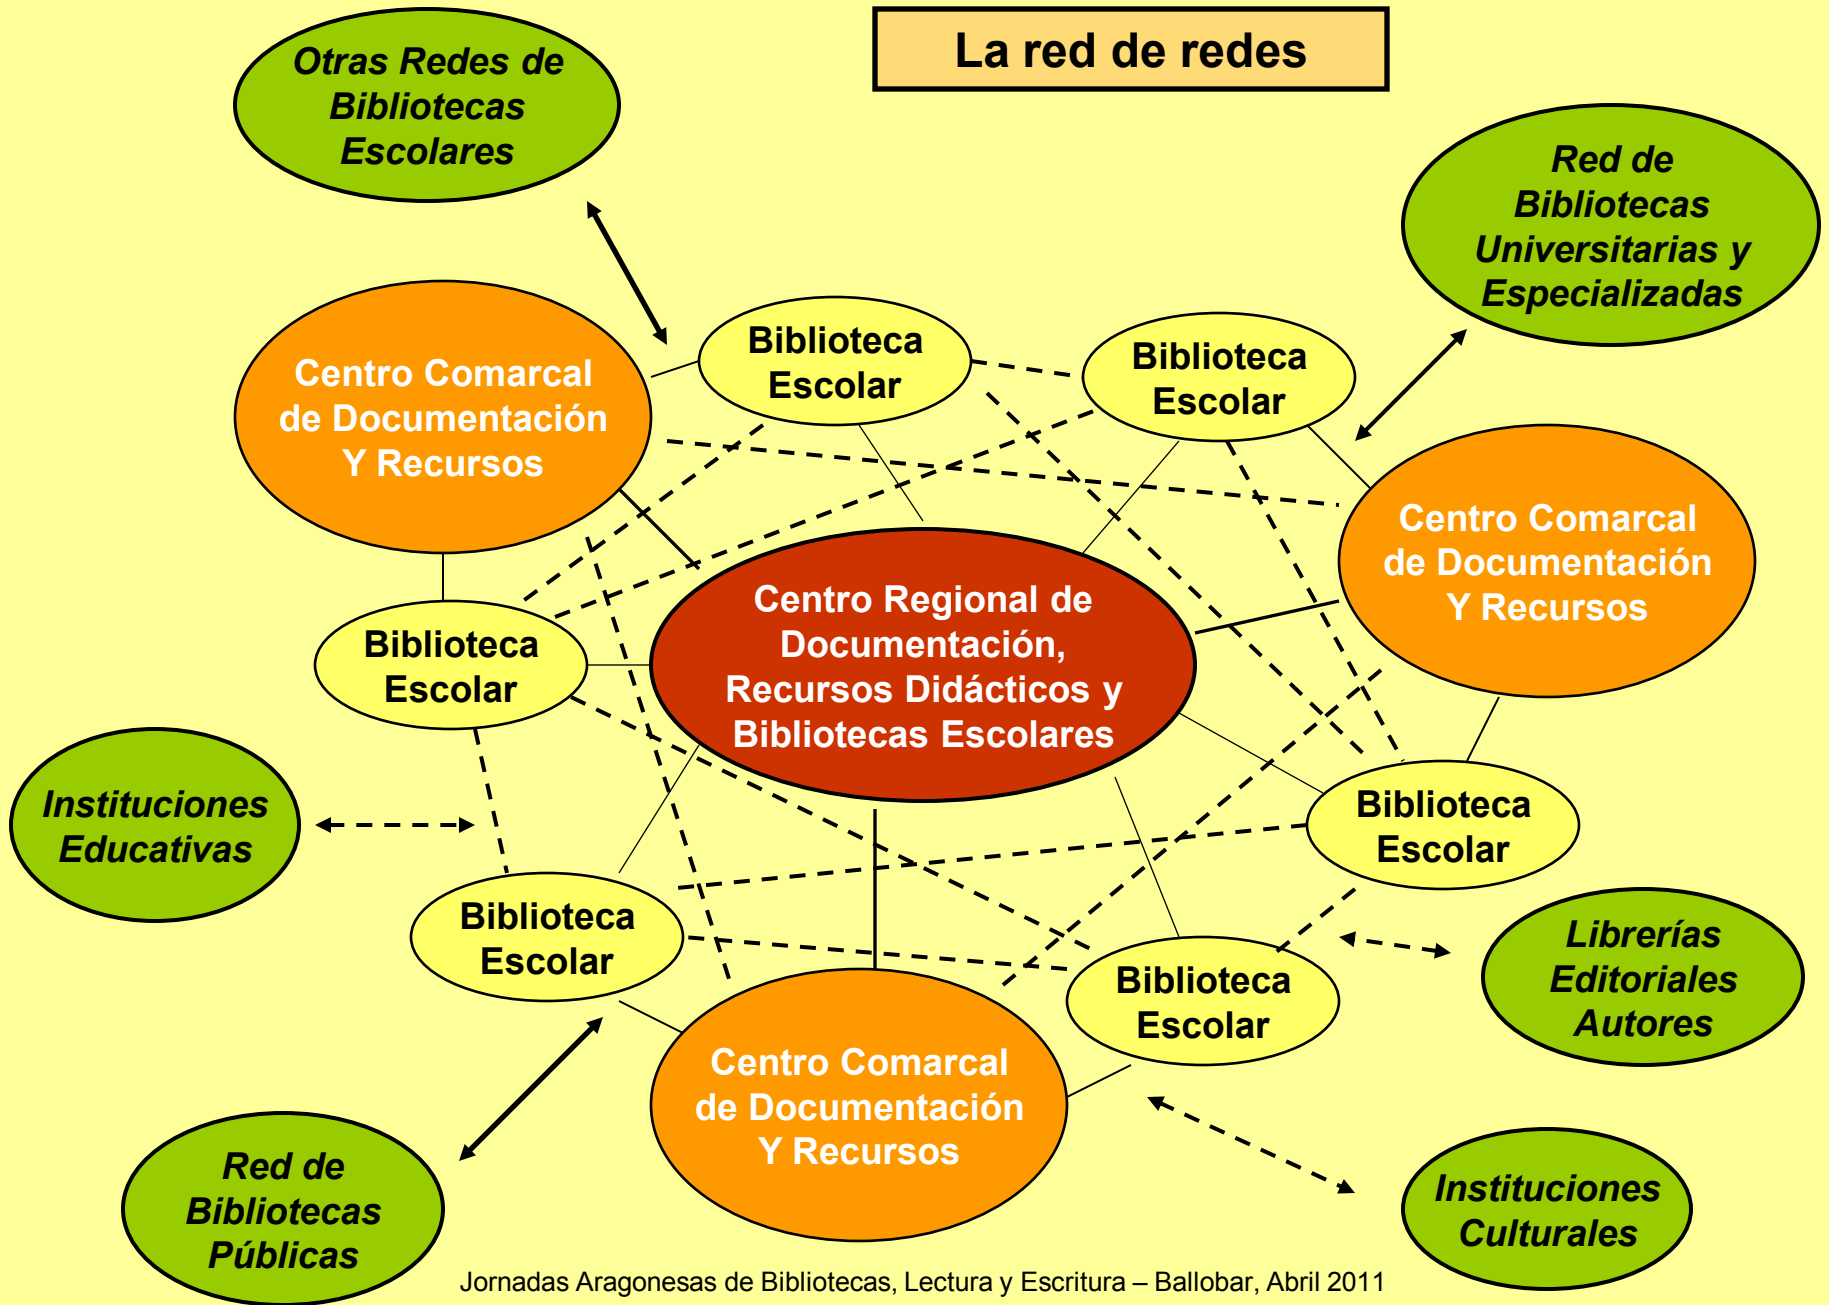 La red de redes
Otras Redes de
Bibliotecas
Escolares
Red de
Bibliotecas
Universitarias y
Especializadas
Biblioteca
Escolar
Biblioteca
Escolar
Centro Comarcal
de Documentación
Y Recursos
Centro Comarcal
de Documentación
Y Recursos
Centro Regional de
Documentación,
Recursos Didácticos y
Bibliotecas Escolares
Biblioteca
Escolar
Instituciones
Educativas
Biblioteca
Escolar
Biblioteca
Escolar
Biblioteca
Escolar
Librerías
Editoriales
Autores
Centro Comarcal
de Documentación
Y Recursos
Red de
Bibliotecas
Públicas
Instituciones
Culturales
Jornadas Aragonesas de Bibliotecas, Lectura y Escritura – Ballobar, Abril 2011